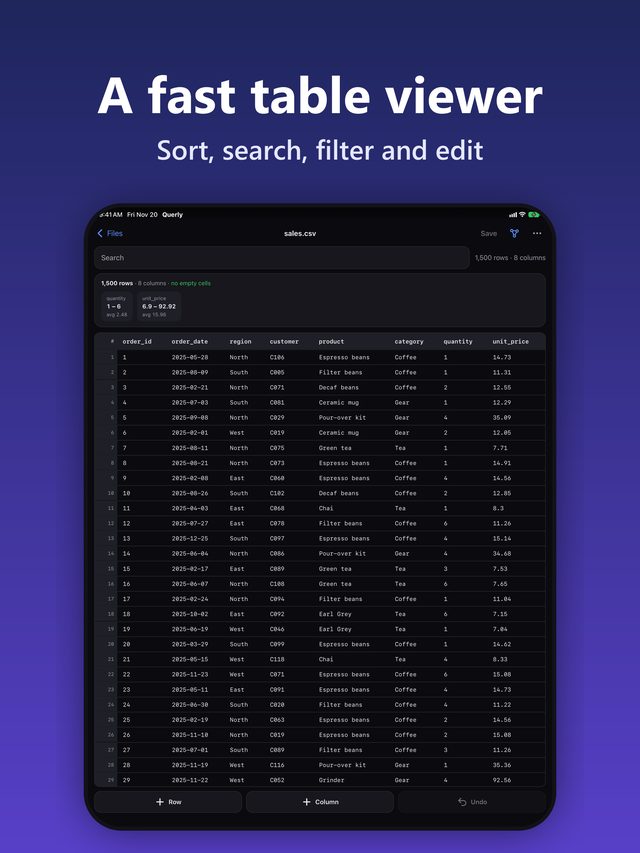 A fast table viewer
Sort, search, filter and edit
9:41 AM Fri Nov 20 Querly
Files sales.csv Save
Search 1,500 rows · 8 columns
1,500 rows · 8 columns · no empty cells
quantity unit_price
1 – 6 6.9 – 92.92
avg 2.48 avg 15.96
# order_id order_date region customer product category quantity unit_price
1 1 2025-05-28 North C106 Espresso beans Coffee 1 14.73
2 2 2025-08-09 South C005 Filter beans Coffee 1 11.31
3 3 2025-02-21 North C071 Decaf beans Coffee 2 12.55
4 4 2025-07-03 South C081 Ceramic mug Gear 1 12.29
5 5 2025-09-08 North C029 Pour-over kit Gear 4 35.09
6 6 2025-02-01 West C019 Ceramic mug Gear 2 12.05
7 7 2025-08-11 North C075 Green tea Tea 1 7.71
8 8 2025-08-21 North C073 Espresso beans Coffee 1 14.91
9 9 2025-02-08 East C060 Espresso beans Coffee 4 14.56
10 10 2025-08-26 South C102 Decaf beans Coffee 2 12.85
11 11 2025-04-03 East C068 Chai Tea 1 8.3
12 12 2025-07-27 East C078 Filter beans Coffee 6 11.26
13 13 2025-12-25 South C097 Espresso beans Coffee 4 15.14
14 14 2025-06-04 North C086 Pour-over kit Gear 4 34.68
15 15 2025-02-17 East C089 Green tea Tea 3 7.53
16 16 2025-06-07 North C108 Green tea Tea 6 7.65
17 17 2025-02-24 North C094 Filter beans Coffee 1 11.04
18 18 2025-10-02 East C092 Earl Grey Tea 6 7.15
19 19 2025-06-19 West C046 Earl Grey Tea 1 7.04
20 20 2025-03-29 South C099 Espresso beans Coffee 1 14.62
21 21 2025-05-15 West C118 Chai Tea 4 8.33
22 22 2025-11-23 West C071 Espresso beans Coffee 6 15.08
23 23 2025-05-11 East C091 Espresso beans Coffee 4 14.73
24 24 2025-06-30 South C020 Filter beans Coffee 4 11.22
25 25 2025-02-19 North C063 Espresso beans Coffee 2 14.56
26 26 2025-11-10 North C019 Espresso beans Coffee 2 15.08
27 27 2025-07-01 South C089 Filter beans Coffee 3 11.26
28 28 2025-11-19 West C116 Pour-over kit Gear 1 35.36
29 29 2025-11-22 West C052 Grinder Gear 4 92.56
+ Row + Column Undo